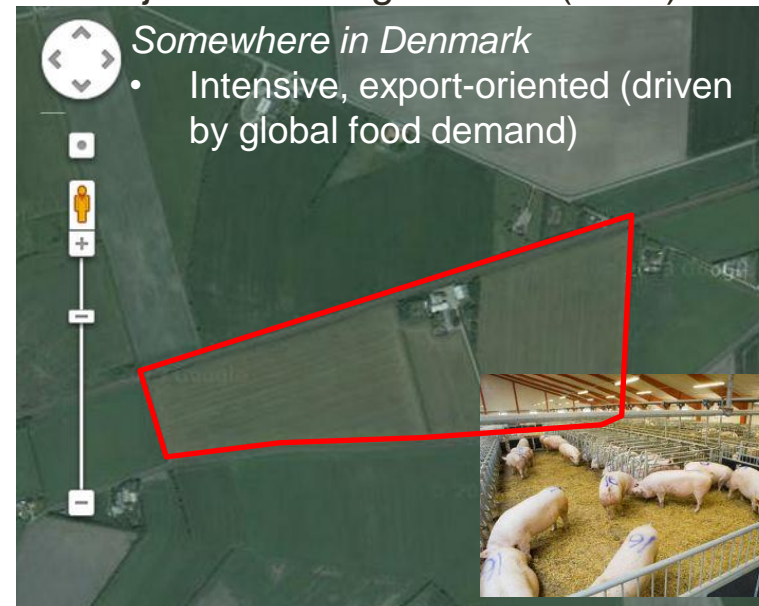 Somewhere in Denmark
• Intensive, export-oriented (driven
by global food demand)